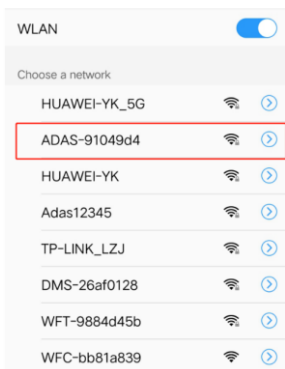 WLAN
Choose a network
HUAWEI-YK_5G
ADAS-91049d4
HUAWEI-YK
Adas12345
TP-LINK_LZJ
DMS-26af0128
WFT-9884d45b
WFC-bb81a839